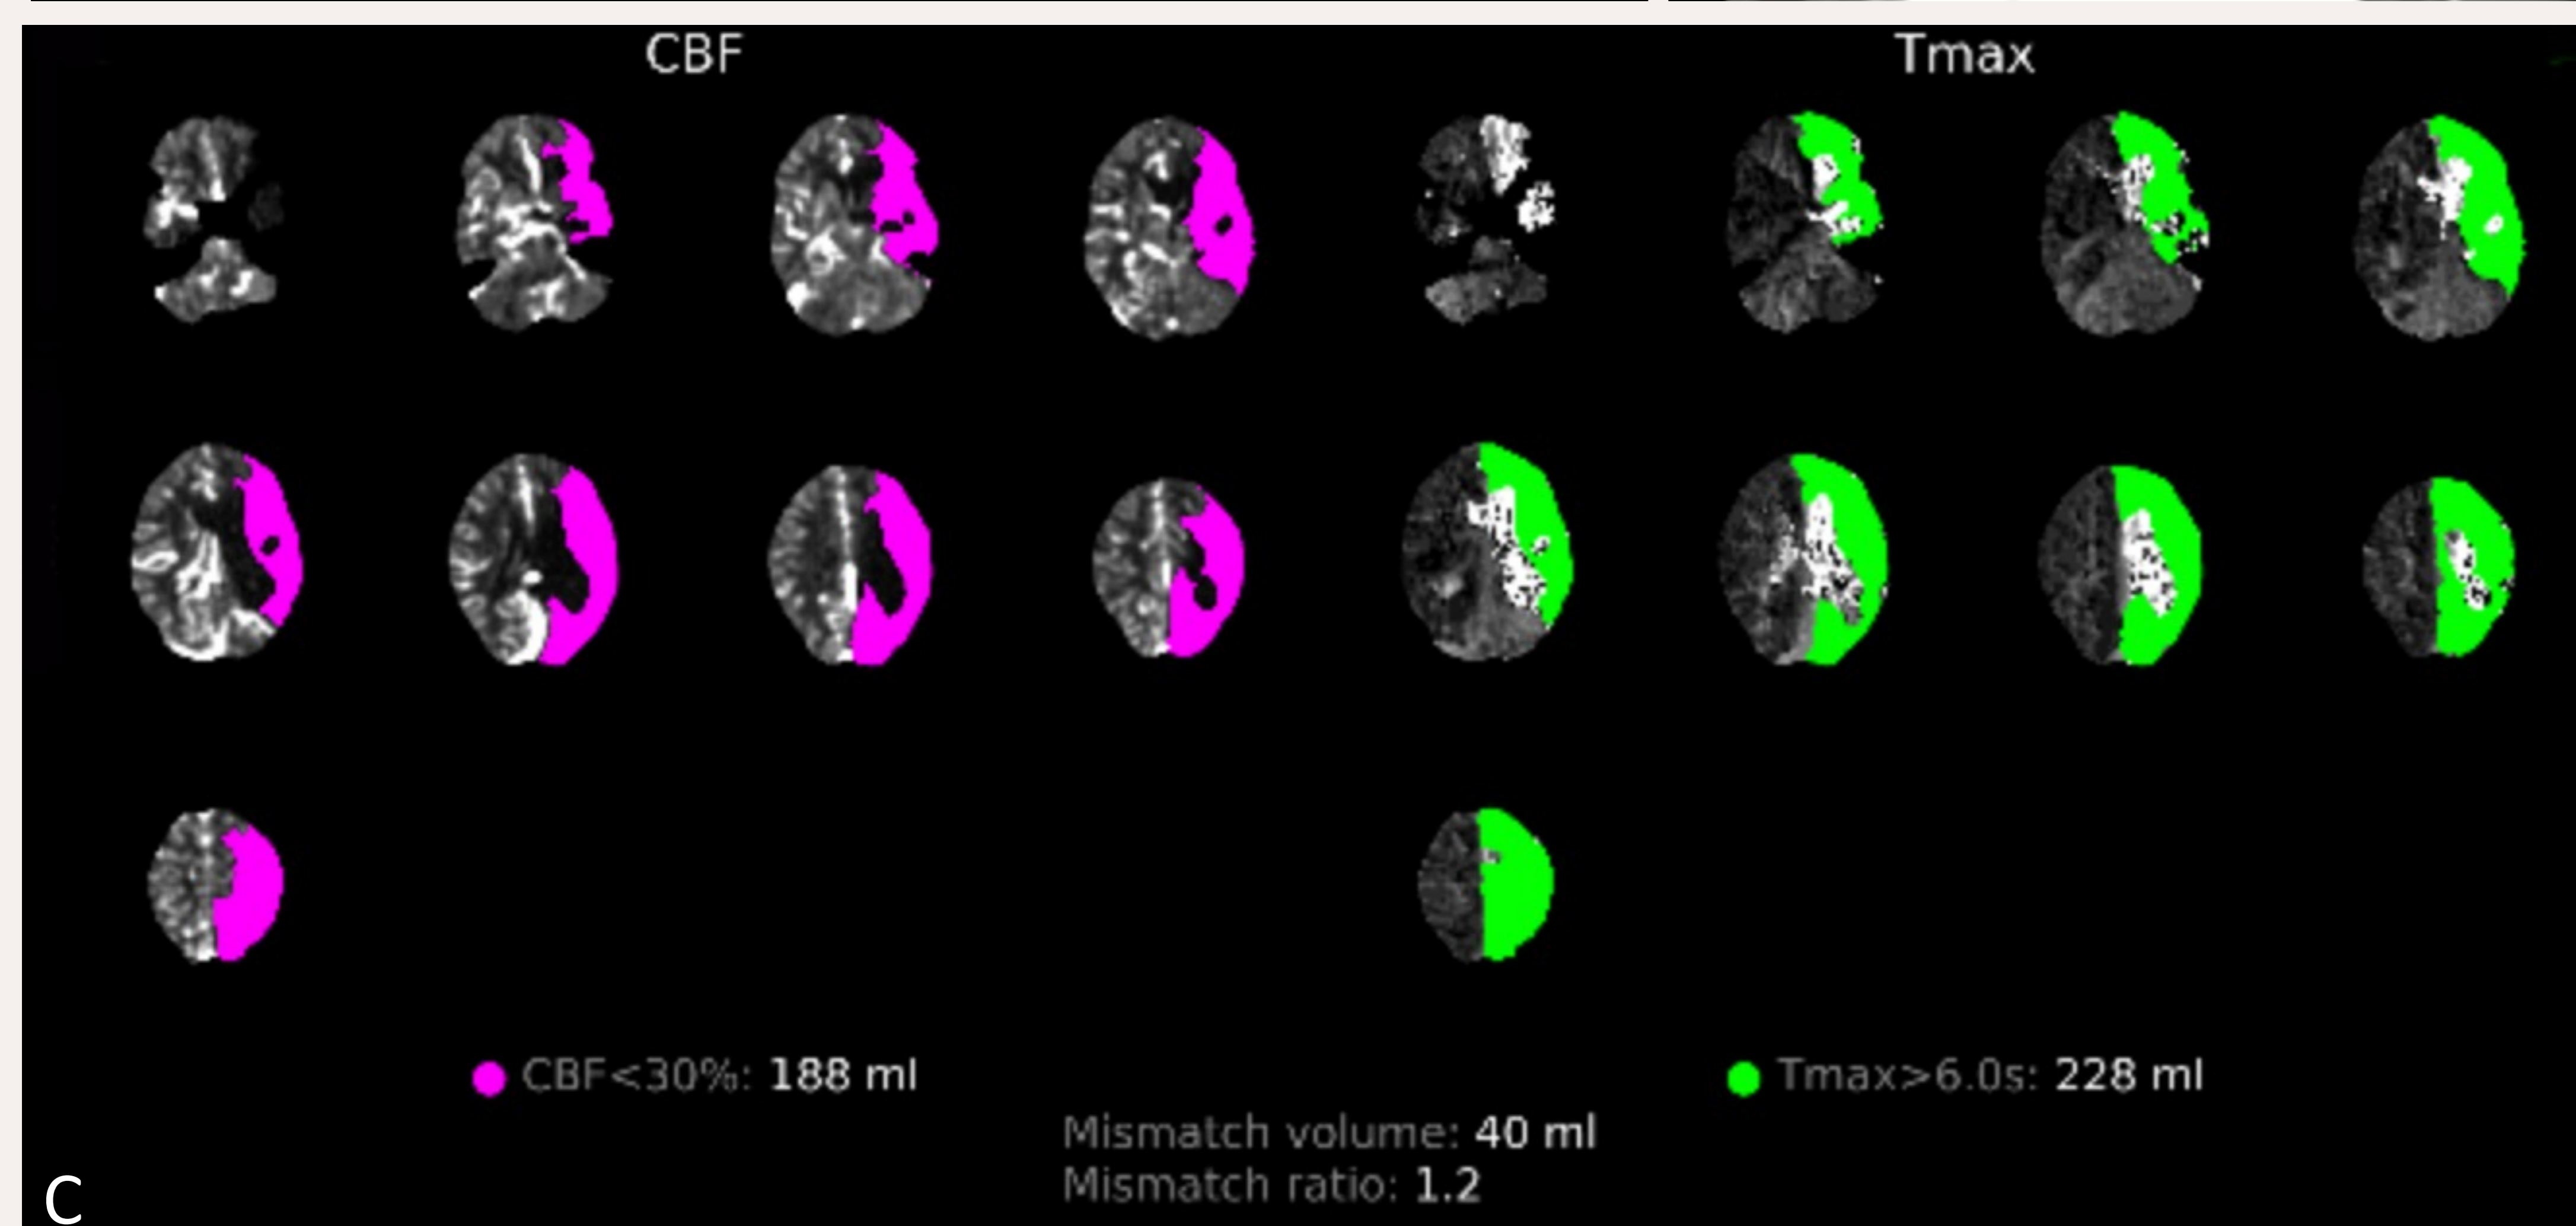 CBF
Tmax
CBF<30%: 188 ml
Tmax>6.0s: 228 ml
Mismatch volume: 40 ml
Mismatch ratio: 1.2
C